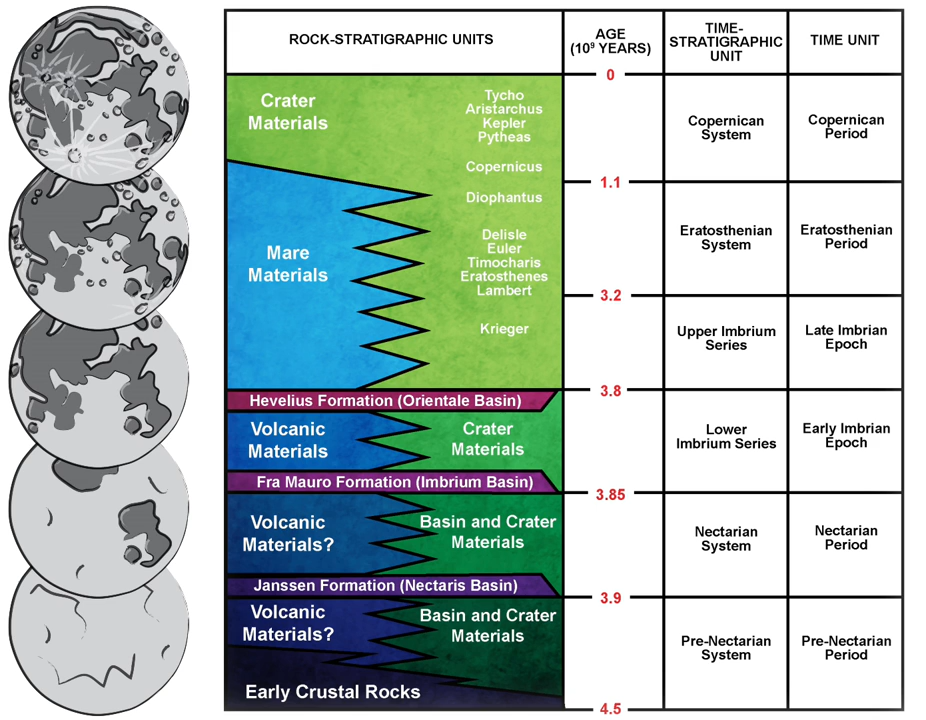 ROCK-STRATIGRAPHIC UNITS
AGE
(10⁹ YEARS)
TIME-
STRATIGRAPHIC
UNIT
TIME UNIT
0
Crater
Materials
Tycho
Aristarchus
Kepler
Pytheas
Copernicus
Copernican
System
Copernican
Period
1.1
Diophantus
Mare
Materials
Delisle
Euler
Timocharis
Eratosthenes
Lambert
Eratosthenian
System
Eratosthenian
Period
3.2
Krieger
Upper Imbrium
Series
Late Imbrian
Epoch
3.8
Hevelius Formation (Orientale Basin)
Volcanic
Materials
Crater
Materials
Lower
Imbrium Series
Early Imbrian
Epoch
Fra Mauro Formation (Imbrium Basin)
3.85
Volcanic
Materials?
Basin and Crater
Materials
Nectarian
System
Nectarian
Period
Janssen Formation (Nectaris Basin)
3.9
Volcanic
Materials?
Basin and Crater
Materials
Pre-Nectarian
System
Pre-Nectarian
Period
Early Crustal Rocks
4.5